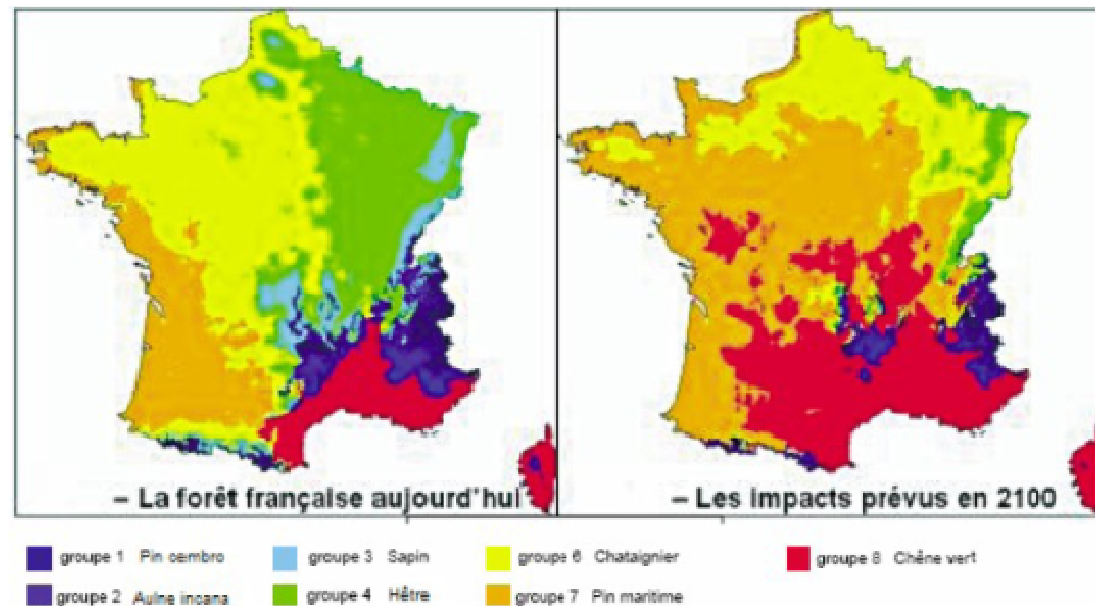 – La forêt française aujourd'hui
– Les impacts prévus en 2100
groupe 1 Pin cembro
groupe 3 Sapin
groupe 6 Chataignier
groupe 8 Chêne vert
groupe 2 Aulne incana
groupe 4 Hêtre
groupe 7 Pin maritime